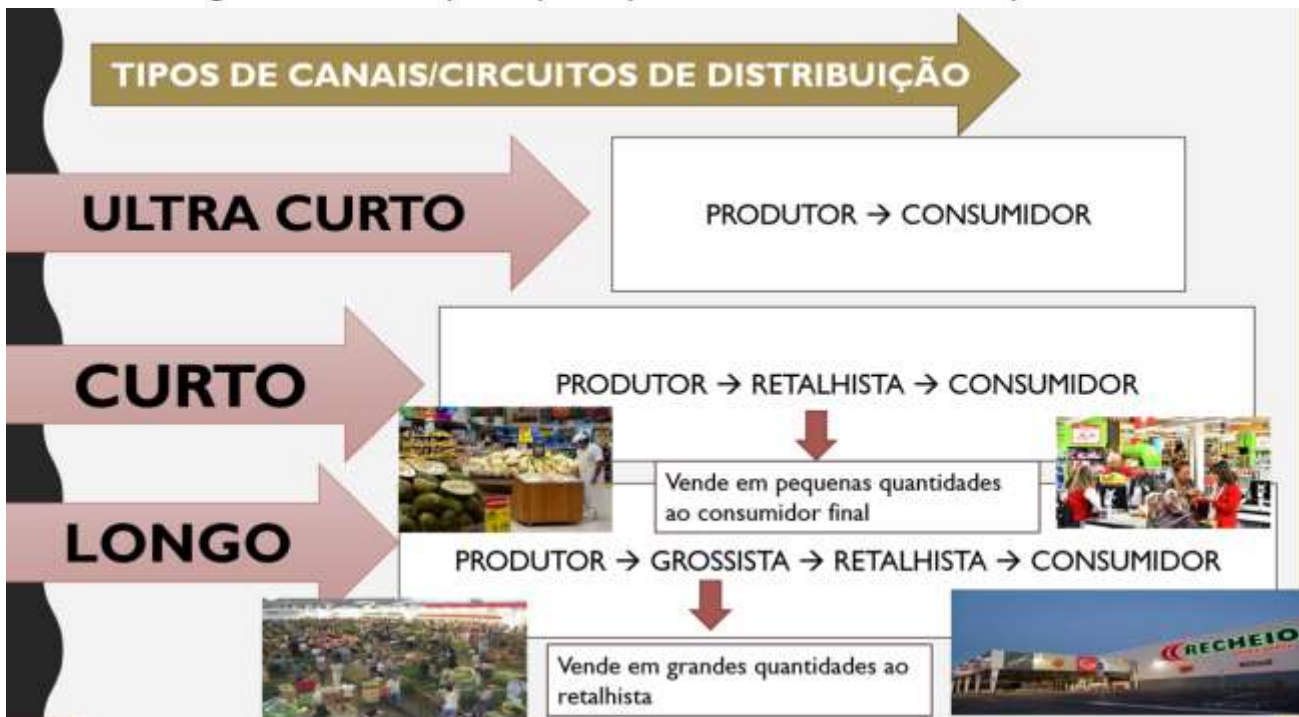 TIPOS DE CANAIS/CIRCUITOS DE DISTRIBUIÇÃO
ULTRA CURTO
PRODUTOR → CONSUMIDOR
CURTO
PRODUTOR → RETALHISTA → CONSUMIDOR
Vende em pequenas quantidades
ao consumidor final
LONGO
PRODUTOR → GROSSISTA → RETALHISTA → CONSUMIDOR
RECHEIO
Vende em grandes quantidades ao
retalhista